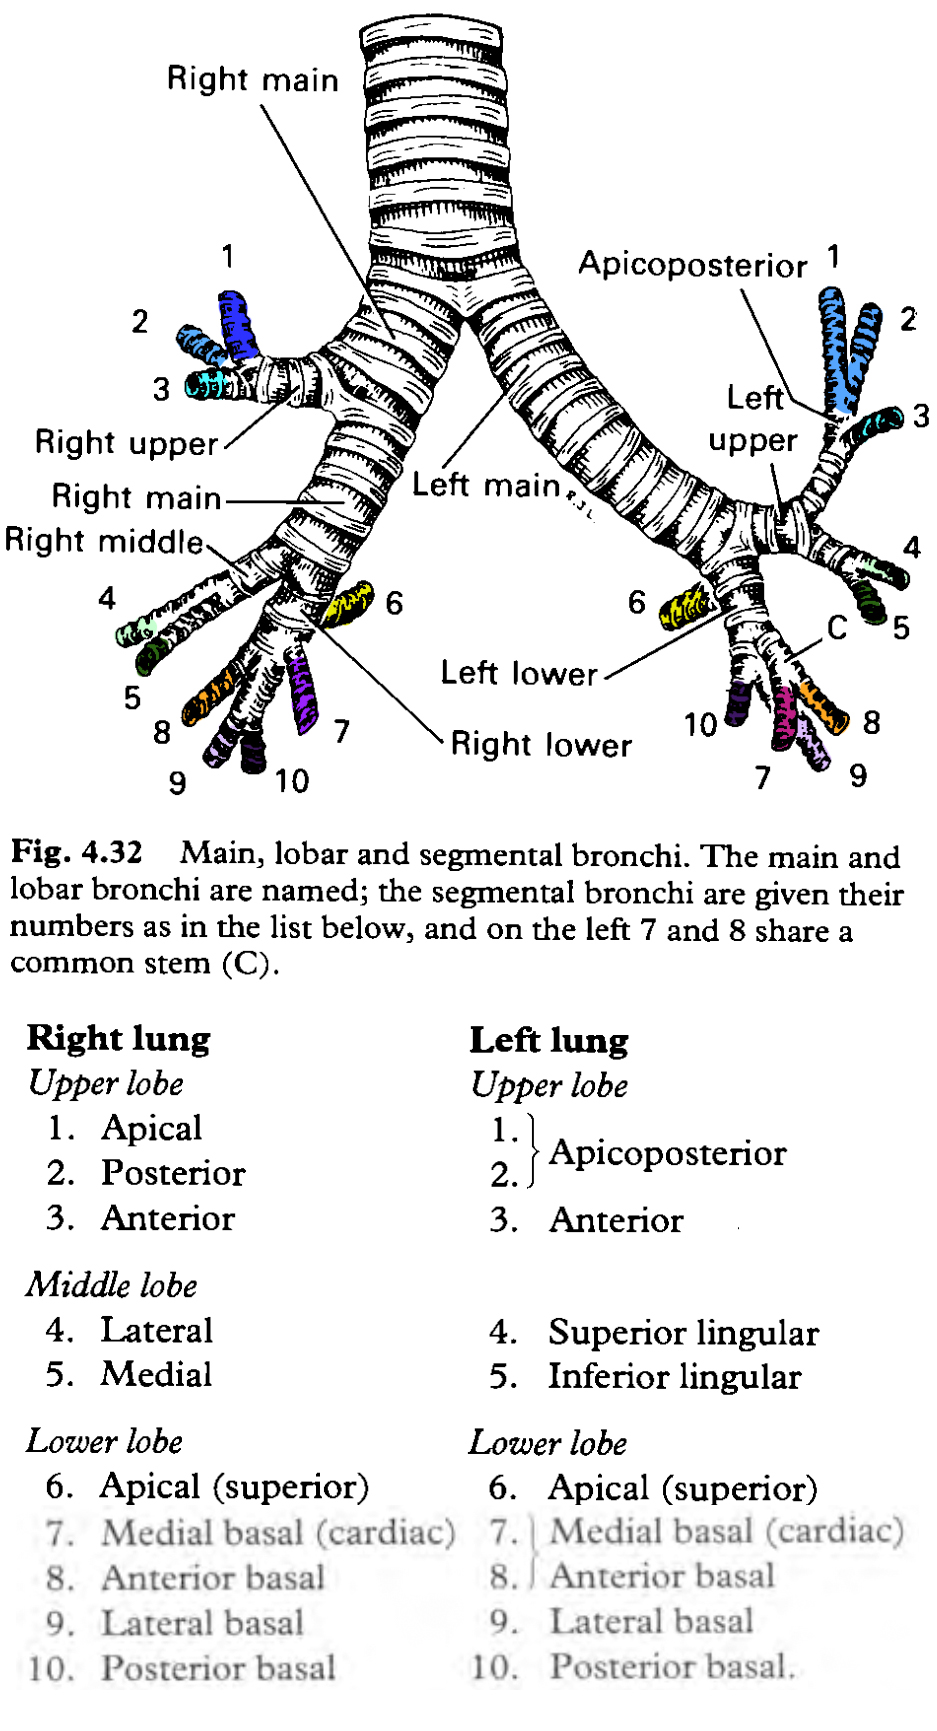 Right main
1
Apicoposterior 1
2
2
3
Left
upper
3
Right upper
Right main
Left main
R.J.L.
Right middle
4
4
6
6
5
C
5
Left lower
8
7
Right lower
10
8
9
10
7
9
Fig. 4.32 Main, lobar and segmental bronchi. The main and
lobar bronchi are named; the segmental bronchi are given their
numbers as in the list below, and on the left 7 and 8 share a
common stem (C).
Right lung
Upper lobe
1. Apical
2. Posterior
3. Anterior
Middle lobe
4. Lateral
5. Medial
Lower lobe
6. Apical (superior)
7. Medial basal (cardiac)
8. Anterior basal
9. Lateral basal
10. Posterior basal
Left lung
Upper lobe
1.
2.
Apicoposterior
3. Anterior
4. Superior lingular
5. Inferior lingular
Lower lobe
6. Apical (superior)
7. Medial basal (cardiac)
8. Anterior basal
9. Lateral basal
10. Posterior basal.